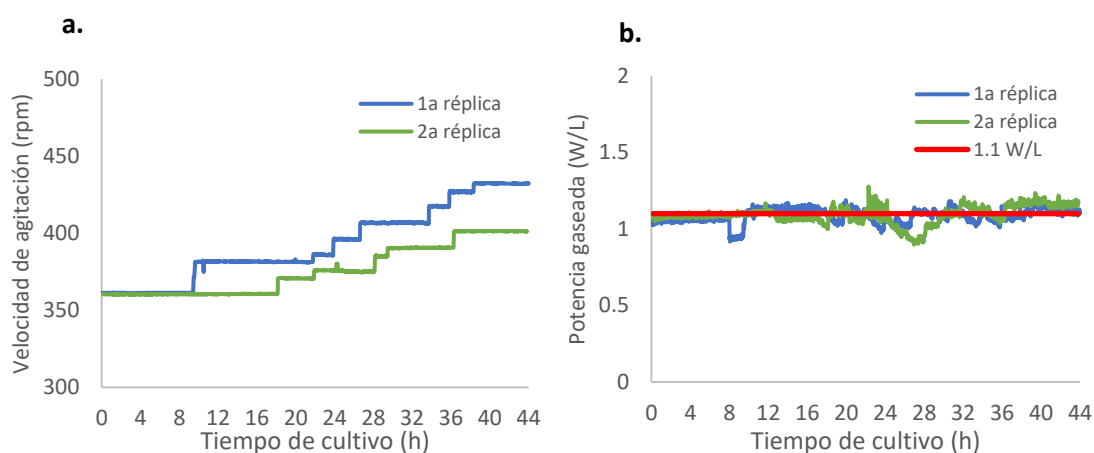 a.
Velocidad de agitación (rpm)
500
450
400
350
300
1a réplica
2a réplica
0 4 8 12 16 20 24 28 32 36 40 44
Tiempo de cultivo (h)
b.
Potencia gaseada (W/L)
2
1.5
1
0.5
0
1a réplica
2a réplica
1.1 W/L
0 4 8 12 16 20 24 28 32 36 40 44
Tiempo de cultivo (h)